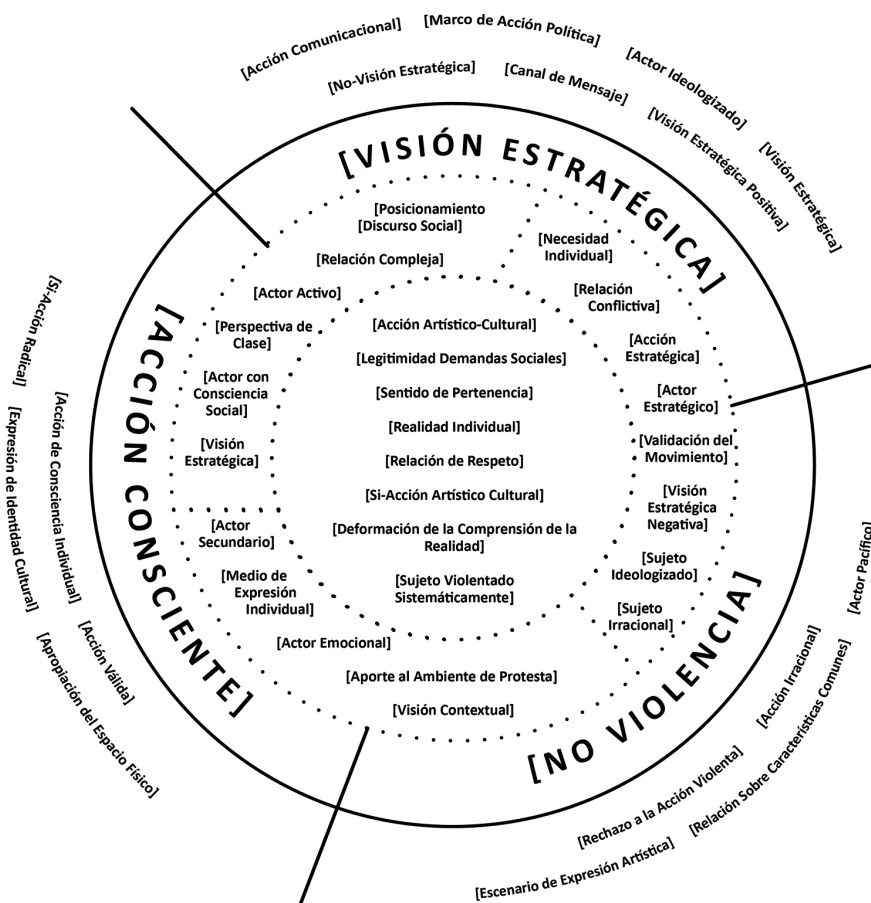 [Acción Comunicacional]
[Marco de Acción Política]
[Actor Ideologizado]
[Visión Estratégica]
[No-Visión Estratégica]
[Canal de Mensaje]
[Visión Estratégica Positiva]
[VISIÓN ESTRATÉGICA]
[Posicionamiento
[Discurso Social]
[Relación Compleja]
[Actor Activo]
[Perspectiva de
Clase]
[Actor con
Consciencia
Social]
[Visión
Estratégica]
[Necesidad
Individual]
[Relación
Conflictiva]
[Acción
Estratégica]
[Actor
Estratégico]
[Validación del
Movimiento]
[Visión
Estratégica
Negativa]
[Sujeto
Ideologizado]
[Sujeto
Irracional]
[Acción Artístico-Cultural]
[Legitimidad Demandas Sociales]
[Sentido de Pertenencia]
[Realidad Individual]
[Relación de Respeto]
[Si-Acción Artístico Cultural]
[Deformación de la Comprensión de la
Realidad]
[Sujeto Violentado
Sistemáticamente]
[Actor
Secundario]
[Medio de
Expresión
Individual]
[Actor Emocional]
[Aporte al Ambiente de Protesta]
[Visión Contextual]
[ACCIÓN CONSCIENTE]
[Si-Acción Radical]
[Acción de Consciencia Individual]
[Expresión de Identidad Cultural]
[Acción Válida]
[Apropiación del Espacio Físico]
[NO VIOLENCIA]
[Actor Pacífico]
[Acción Irracional]
[Relación Sobre Características Comunes]
[Rechazo a la Acción Violenta]
[Escenario de Expresión Artística]